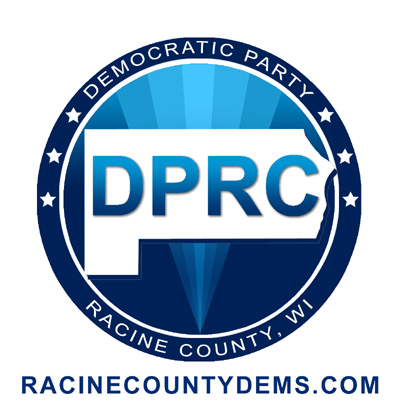 DEMOCRATIC PARTY
DPRC
RACINE COUNTY, WI
RACINECOUNTYDEMS.COM